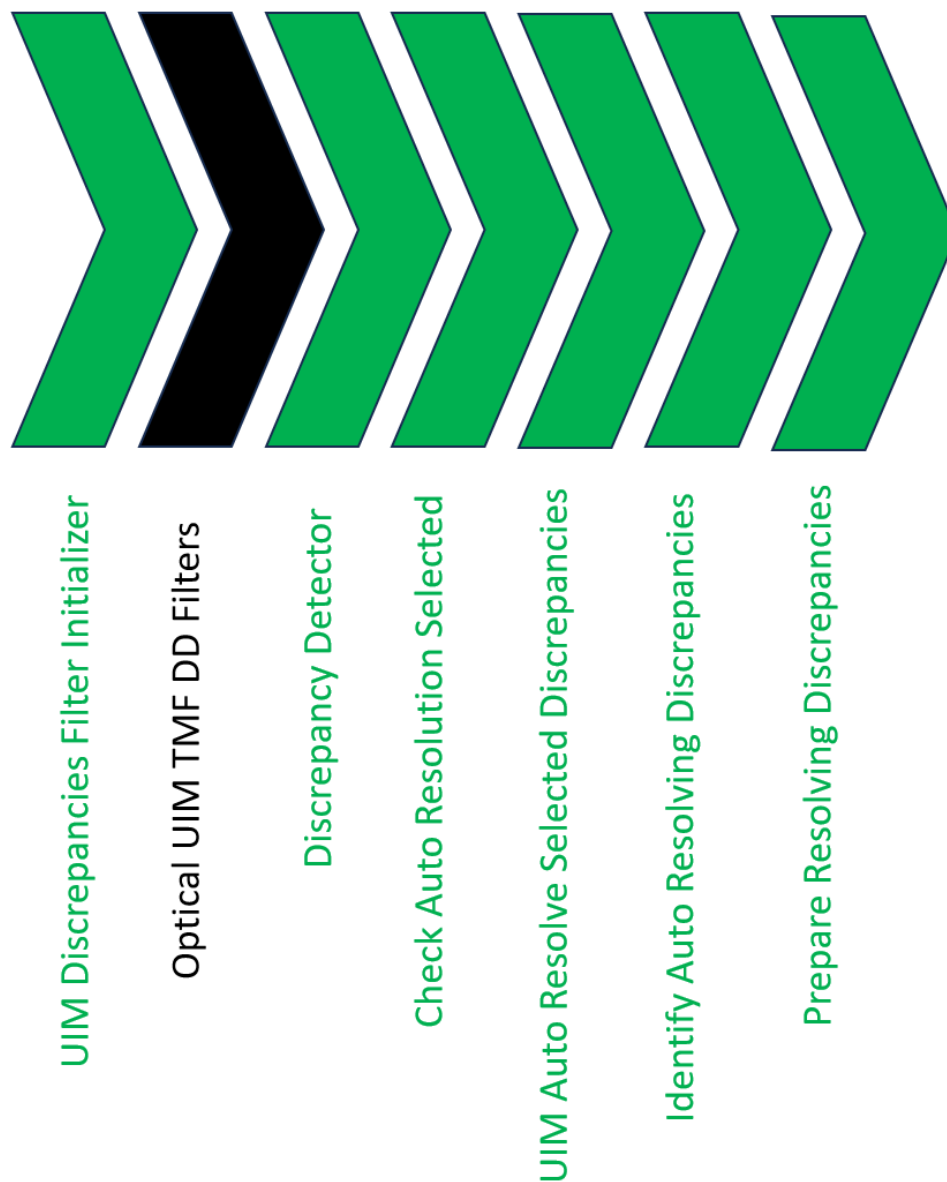 UIM Discrepancies Filter Initializer
Optical UIM TMF DD Filters
Discrepancy Detector
Check Auto Resolution Selected
UIM Auto Resolve Selected Discrepancies
Identify Auto Resolving Discrepancies
Prepare Resolving Discrepancies